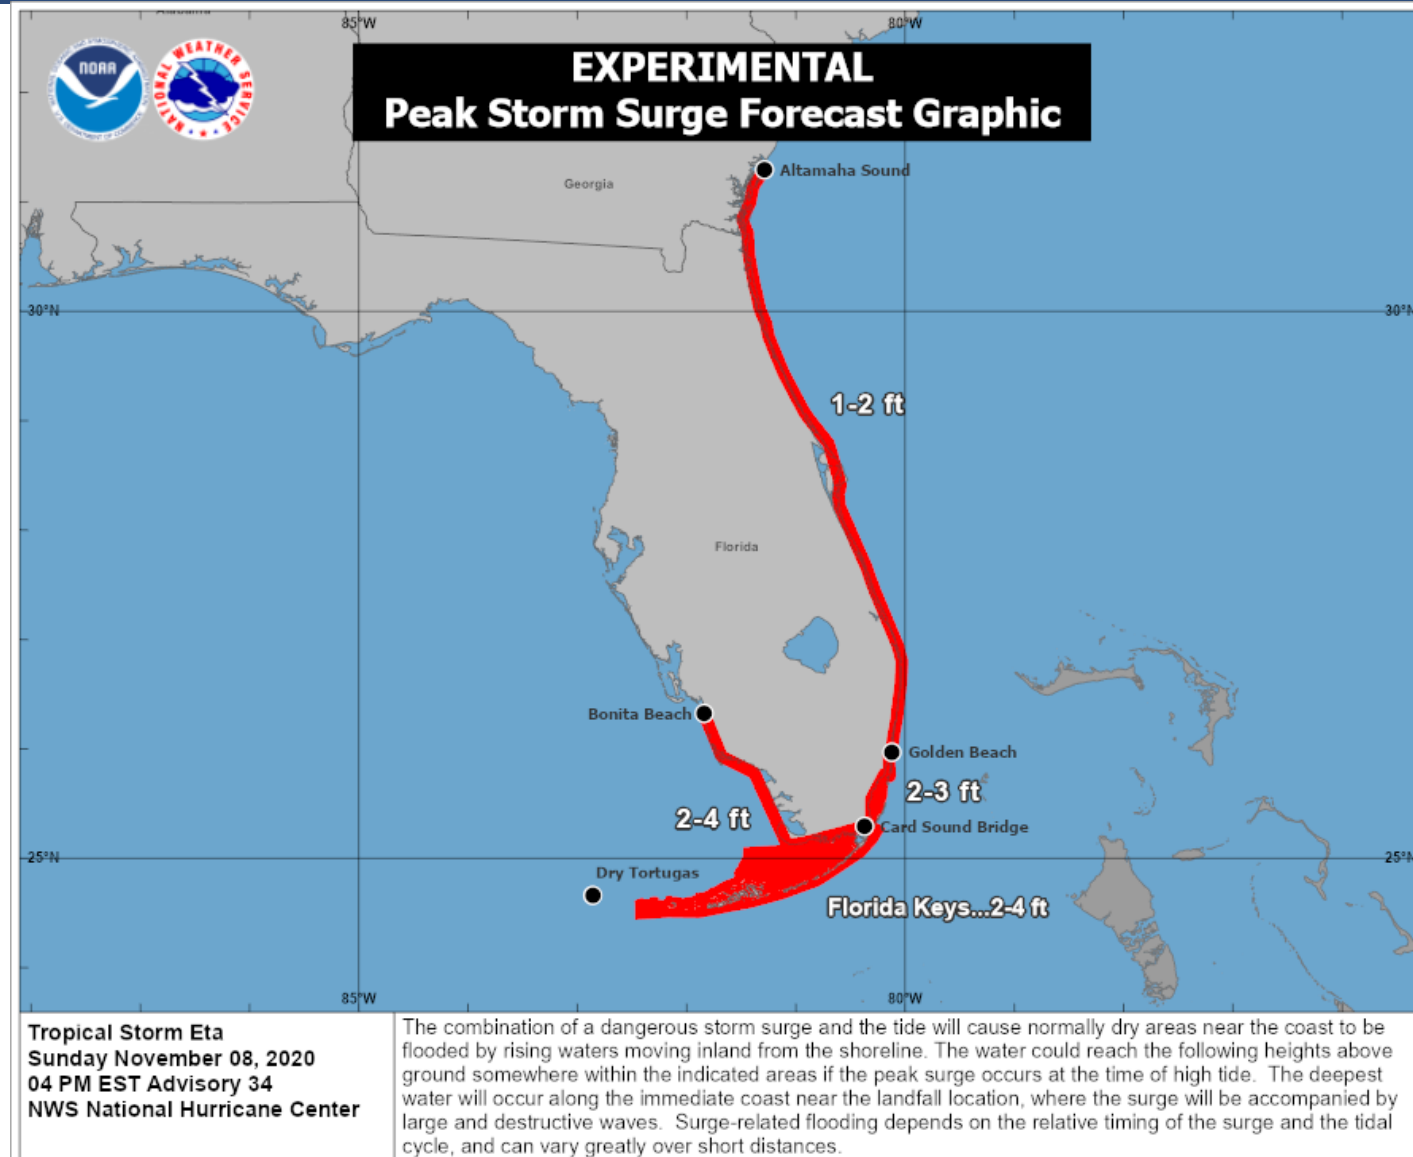 Alabama
85°W
80°W
EXPERIMENTAL
Peak Storm Surge Forecast Graphic
NOAA
NATIONAL WEATHER SERVICE
Altamaha Sound
Georgia
30°N
30°N
1-2 ft
Florida
Bonita Beach
Golden Beach
2-3 ft
2-4 ft
Card Sound Bridge
25°N
25°N
Dry Tortugas
Florida Keys...2-4 ft
85°W
80°W
Tropical Storm Eta
Sunday November 08, 2020
04 PM EST Advisory 34
NWS National Hurricane Center
The combination of a dangerous storm surge and the tide will cause normally dry areas near the coast to be
flooded by rising waters moving inland from the shoreline. The water could reach the following heights above
ground somewhere within the indicated areas if the peak surge occurs at the time of high tide. The deepest
water will occur along the immediate coast near the landfall location, where the surge will be accompanied by
large and destructive waves. Surge-related flooding depends on the relative timing of the surge and the tidal
cycle, and can vary greatly over short distances.